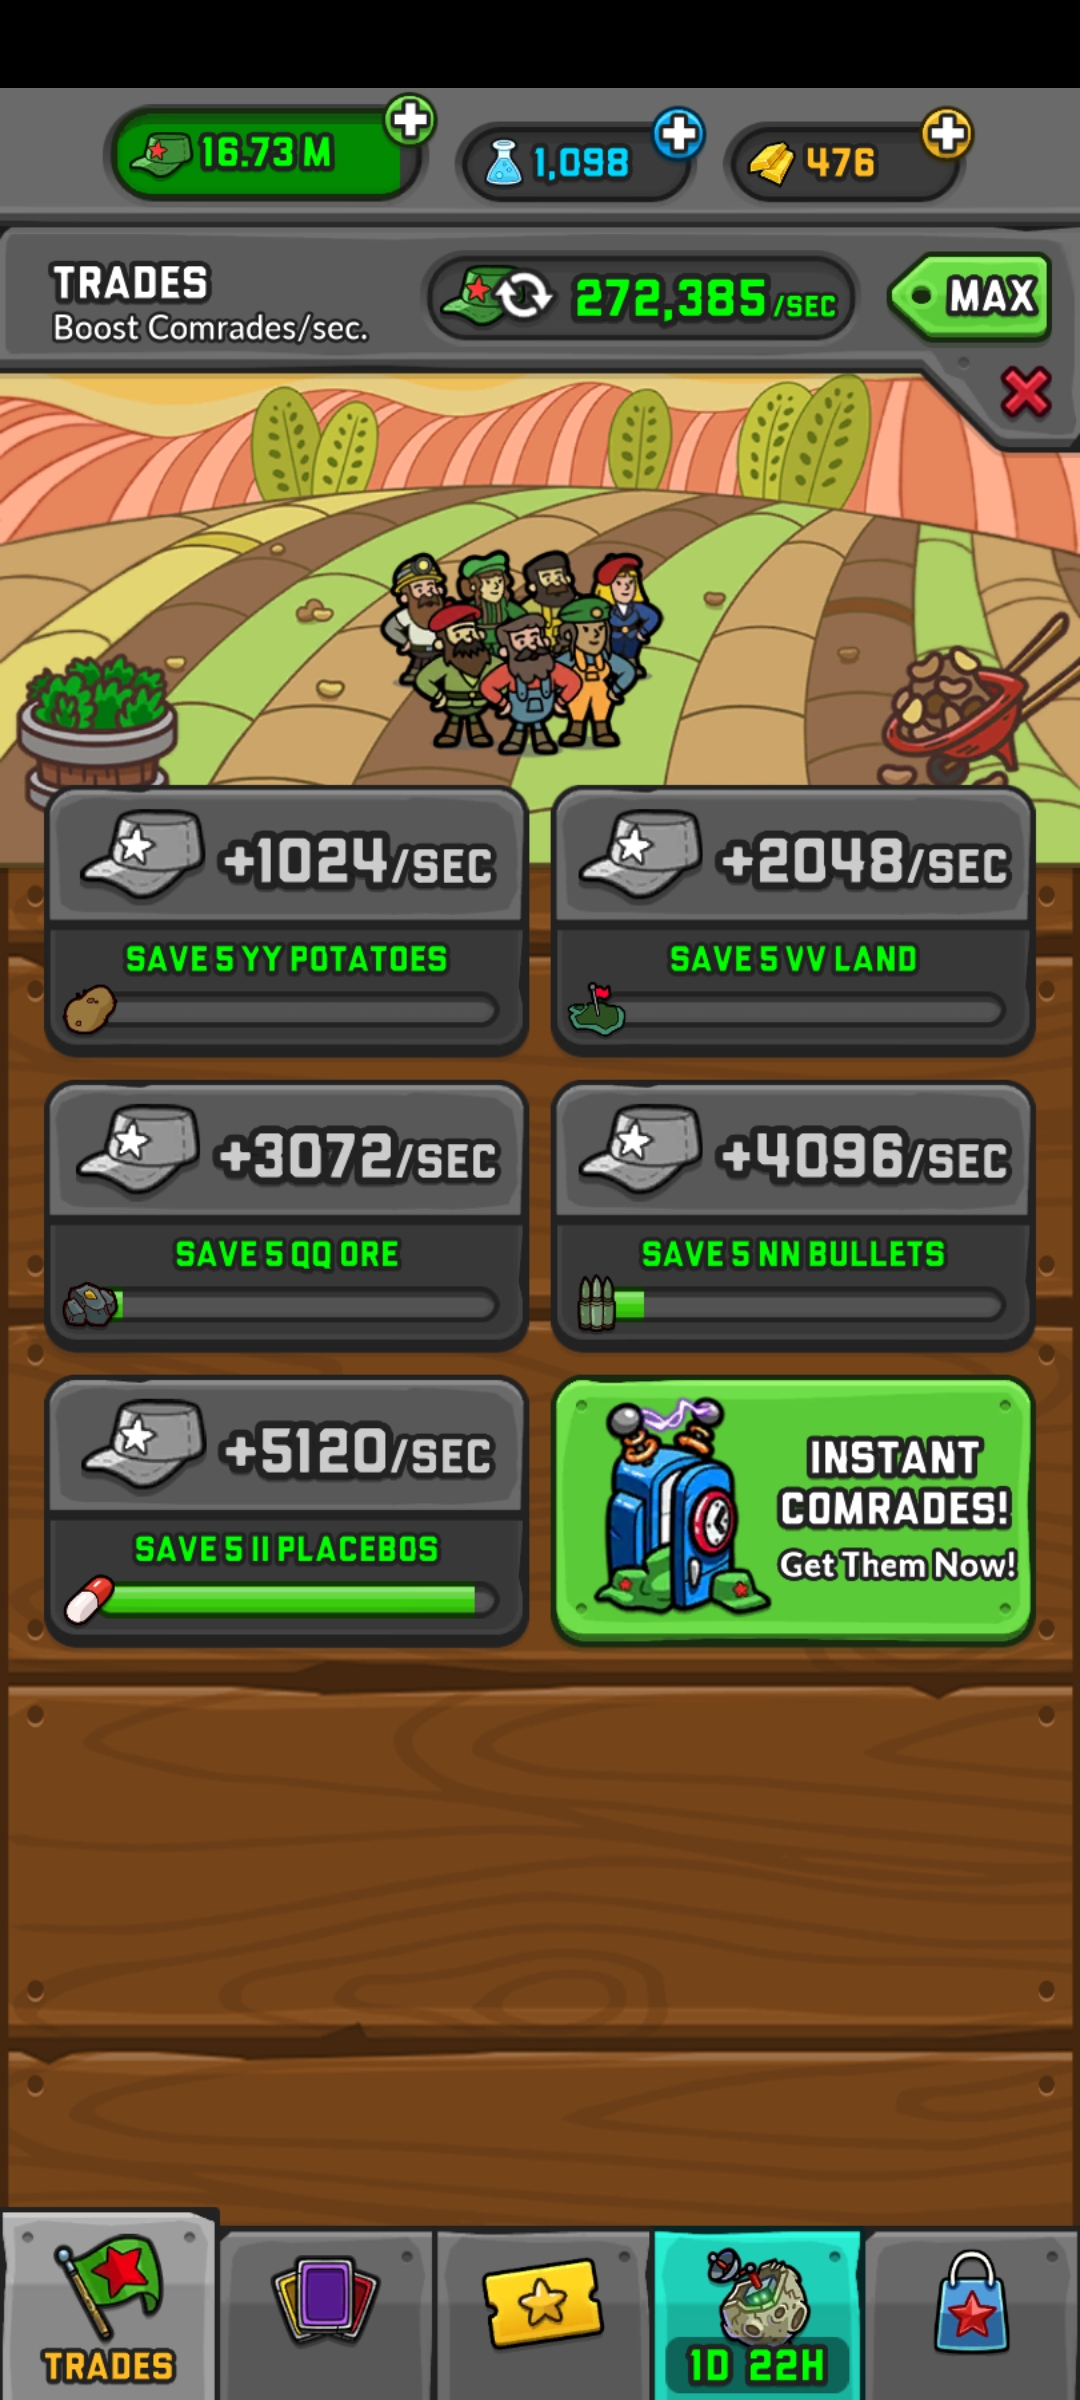 16.73 M
1,098
476
TRADES
Boost Comrades/sec.
272,385/SEC
MAX
+1024/SEC
SAVE 5 YY POTATOES
+2048/SEC
SAVE 5 VV LAND
+3072/SEC
SAVE 5 QQ ORE
+4096/SEC
SAVE 5 NN BULLETS
+5120/SEC
SAVE 5 II PLACEBOS
INSTANT
COMRADES!
Get Them Now!
TRADES
1D 22H